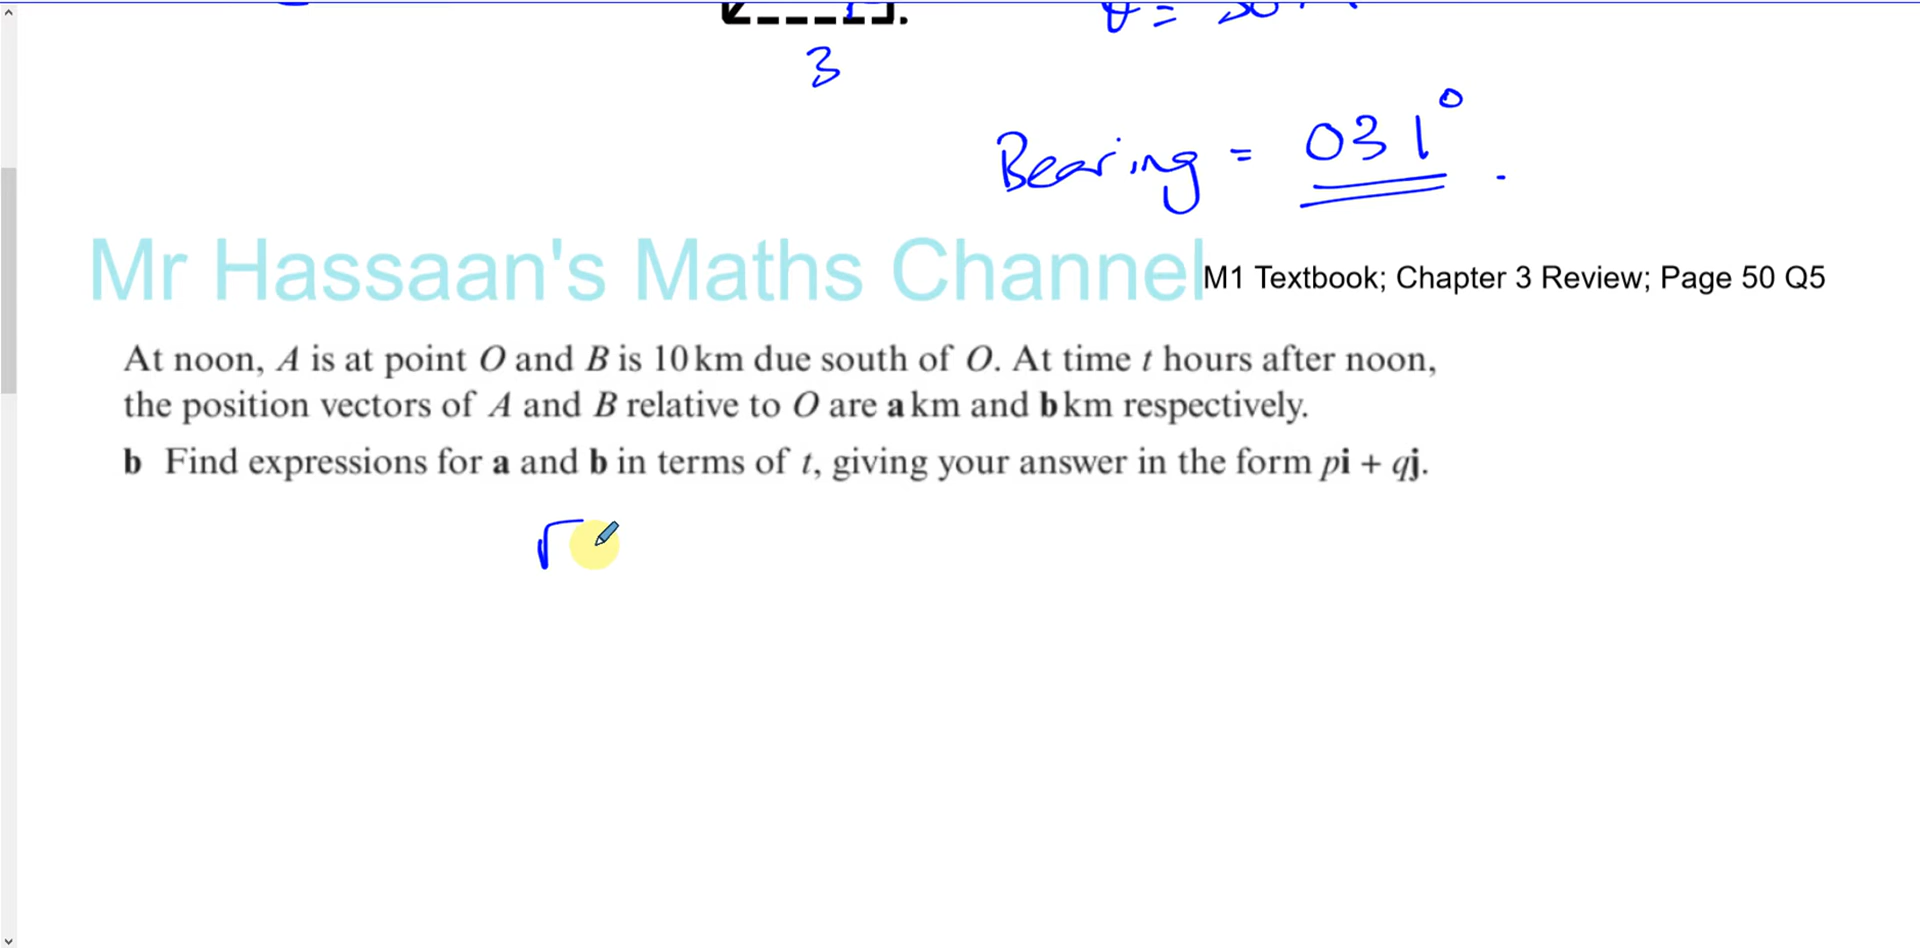 3
Bearing = 031°.
Mr Hassaan's Maths Channel
M1 Textbook; Chapter 3 Review; Page 50 Q5
At noon, A is at point O and B is 10 km due south of O. At time t hours after noon,
the position vectors of A and B relative to O are a km and b km respectively.
b Find expressions for a and b in terms of t, giving your answer in the form pi + qj.